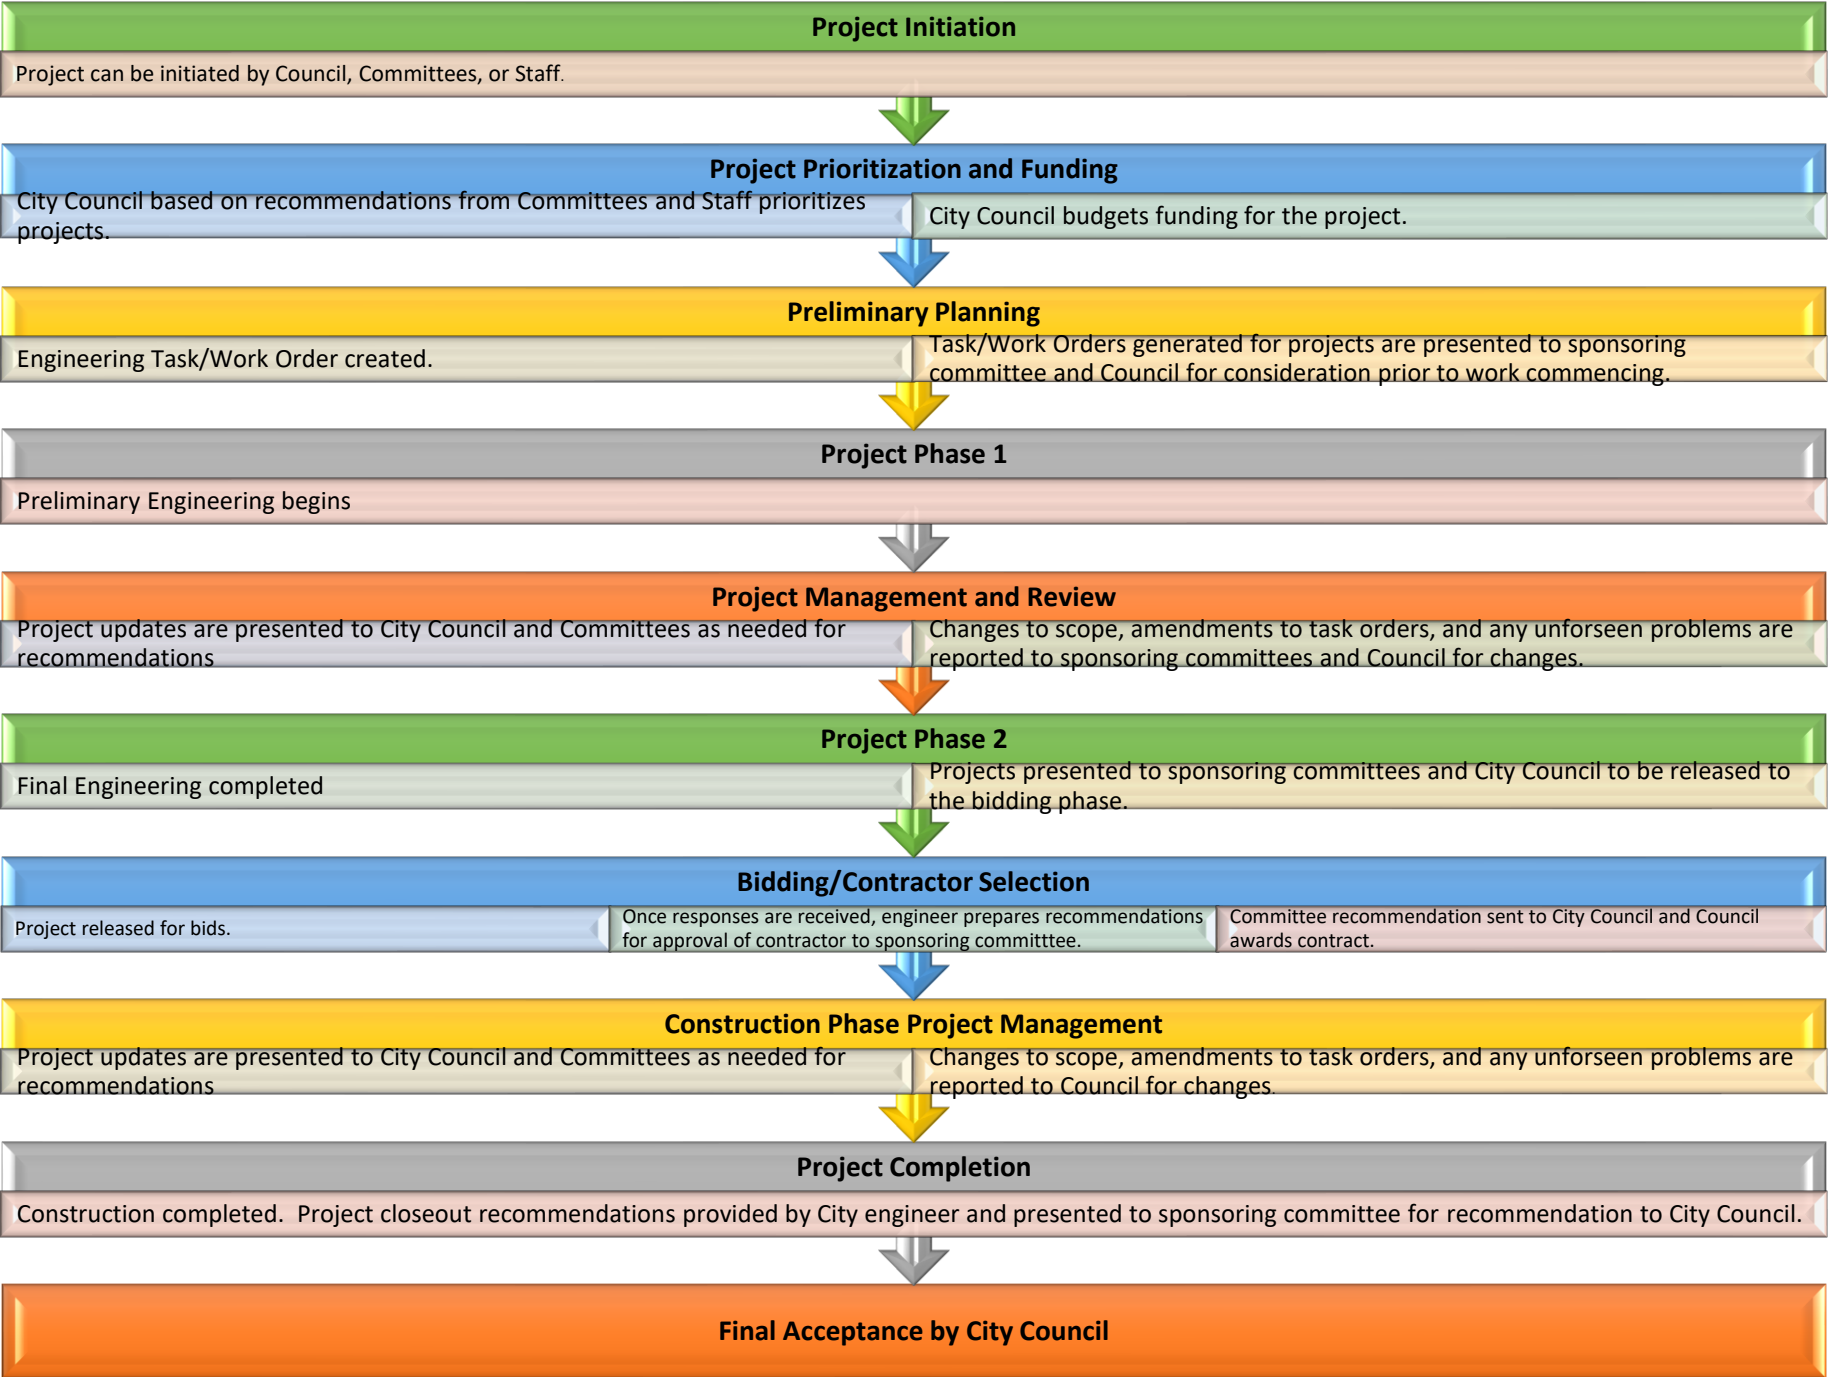 Project Initiation
Project can be initiated by Council, Committees, or Staff.
Project Prioritization and Funding
City Council based on recommendations from Committees and Staff prioritizes
projects.
City Council budgets funding for the project.
Preliminary Planning
Engineering Task/Work Order created.
Task/Work Orders generated for projects are presented to sponsoring
committee and Council for consideration prior to work commencing.
Project Phase 1
Preliminary Engineering begins
Project Management and Review
Project updates are presented to City Council and Committees as needed for
recommendations
Changes to scope, amendments to task orders, and any unforseen problems are
reported to sponsoring committees and Council for changes.
Project Phase 2
Final Engineering completed
Projects presented to sponsoring committees and City Council to be released to
the bidding phase.
Bidding/Contractor Selection
Project released for bids.
Once responses are received, engineer prepares recommendations
for approval of contractor to sponsoring committtee.
Committee recommendation sent to City Council and Council
awards contract.
Construction Phase Project Management
Project updates are presented to City Council and Committees as needed for
recommendations
Changes to scope, amendments to task orders, and any unforseen problems are
reported to Council for changes.
Project Completion
Construction completed.  Project closeout recommendations provided by City engineer and presented to sponsoring committee for recommendation to City Council.
Final Acceptance by City Council